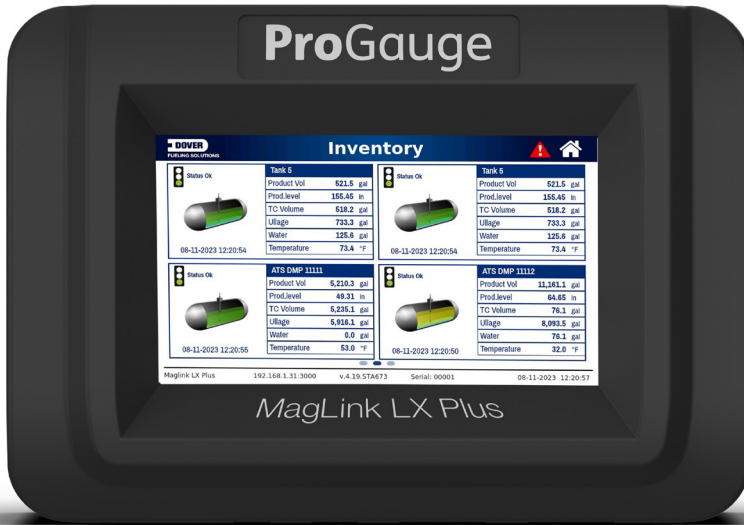 ProGauge
DOVER
FUELING SOLUTIONS
Inventory
Status Ok
Tank 5
Product Vol 521.5 gal
Prod.level 155.45 in
TC Volume 518.2 gal
Ullage 733.3 gal
Water 125.6 gal
Temperature 73.4 °F
08-11-2023 12:20:54
Status Ok
Tank 5
Product Vol 521.5 gal
Prod.level 155.45 in
TC Volume 518.2 gal
Ullage 733.3 gal
Water 125.6 gal
Temperature 73.4 °F
08-11-2023 12:20:54
Status Ok
ATS DMP 11111
Product Vol 5,210.3 gal
Prod.level 49.31 in
TC Volume 5,235.1 gal
Ullage 5,916.1 gal
Water 0.0 gal
Temperature 53.0 °F
08-11-2023 12:20:55
Status Ok
ATS DMP 11112
Product Vol 11,161.1 gal
Prod.level 64.65 in
TC Volume 76.1 gal
Ullage 8,093.5 gal
Water 76.1 gal
Temperature 32.0 °F
08-11-2023 12:20:50
Maglink LX Plus 192.168.1.31:3000 v.4.19.STA673 Serial: 00001 08-11-2023 12:20:57
MagLink LX Plus